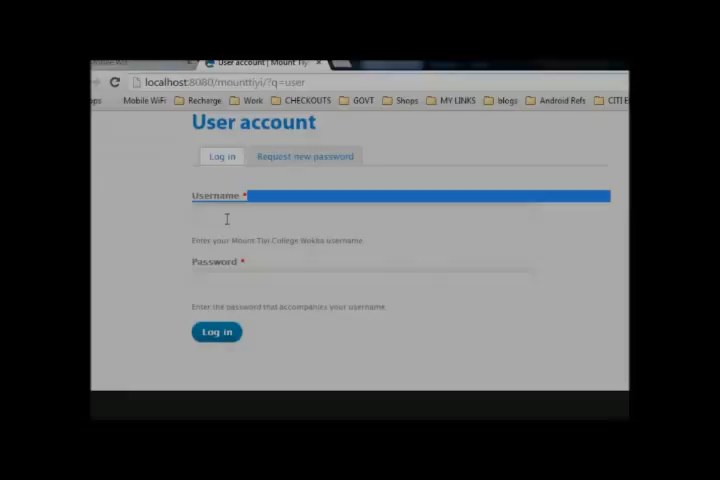 User account | Mount Tiy
localhost:8080/mounttiyi/?q=user
Mobile WiFi Recharge Work CHECKOUTS GOVT Shops MY LINKS blogs Android Refs CITI E
User account
Log in Request new password
Username *
Enter your Mount Tiyi College Wokha username.
Password *
Enter the password that accompanies your username.
Log in